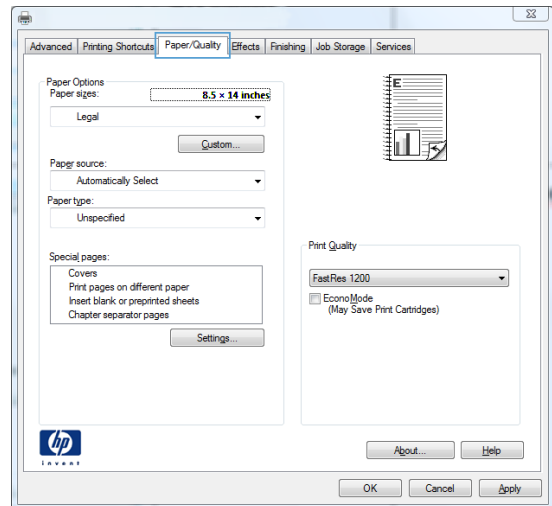 Advanced Printing Shortcuts Paper/Quality Effects Finishing Job Storage Services
Paper Options
Paper sizes: 8.5 × 14 inches
Legal
Custom...
Paper source:
Automatically Select
Paper type:
Unspecified
Special pages:
Covers
Print pages on different paper
Insert blank or preprinted sheets
Chapter separator pages
Settings...
E
Print Quality
FastRes 1200
EconoMode
(May Save Print Cartridges)
hp
invent
About... Help
OK Cancel Apply